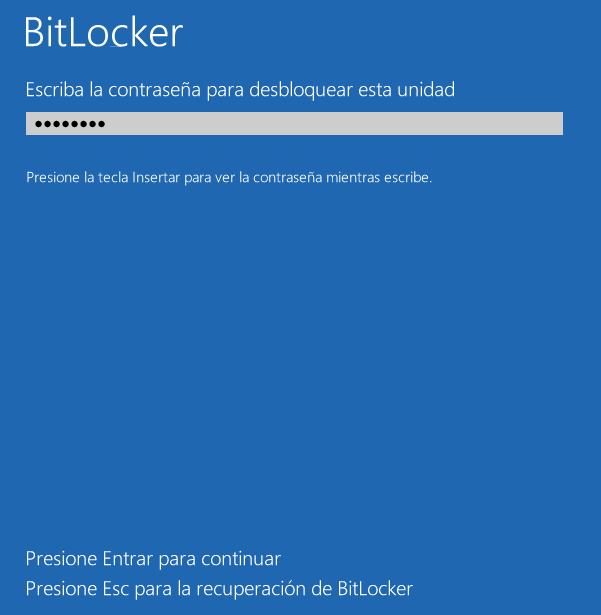 BitLocker
Escriba la contraseña para desbloquear esta unidad
••••••••
Presione la tecla Insertar para ver la contraseña mientras escribe.
Presione Entrar para continuar
Presione Esc para la recuperación de BitLocker